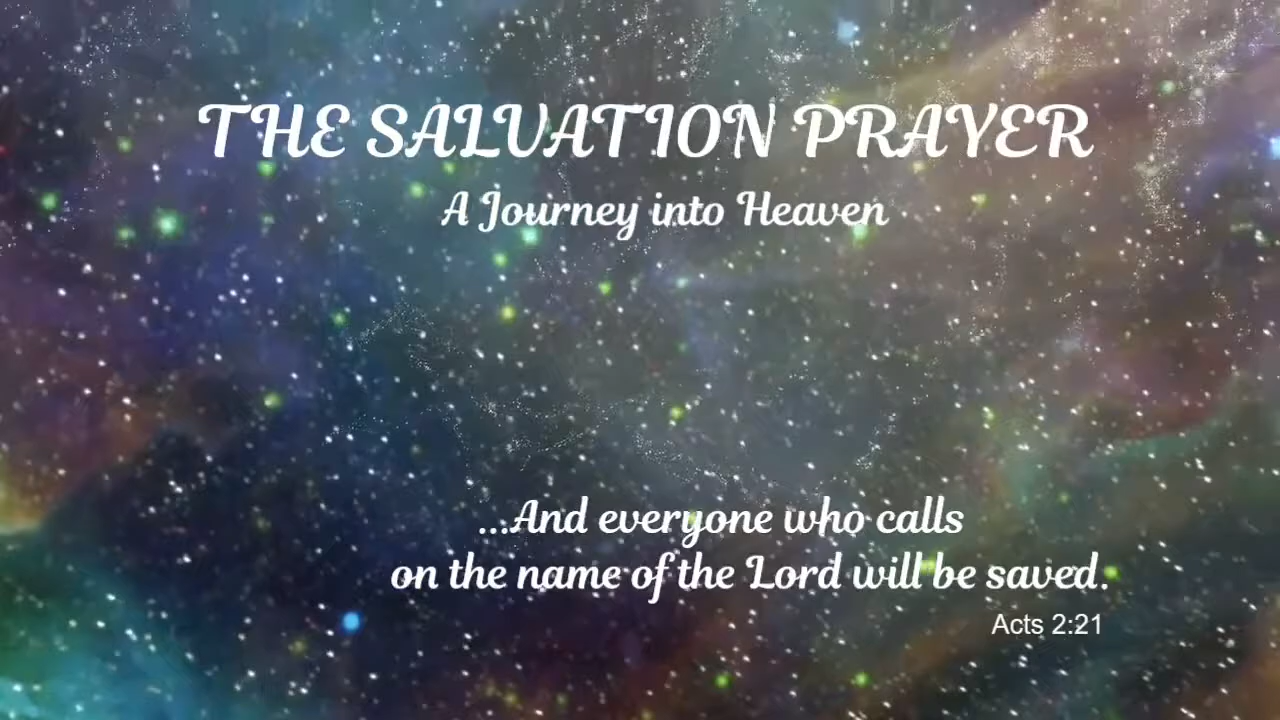 THE SALVATION PRAYER
A Journey into Heaven
...And everyone who calls
on the name of the Lord will be saved.
Acts 2:21